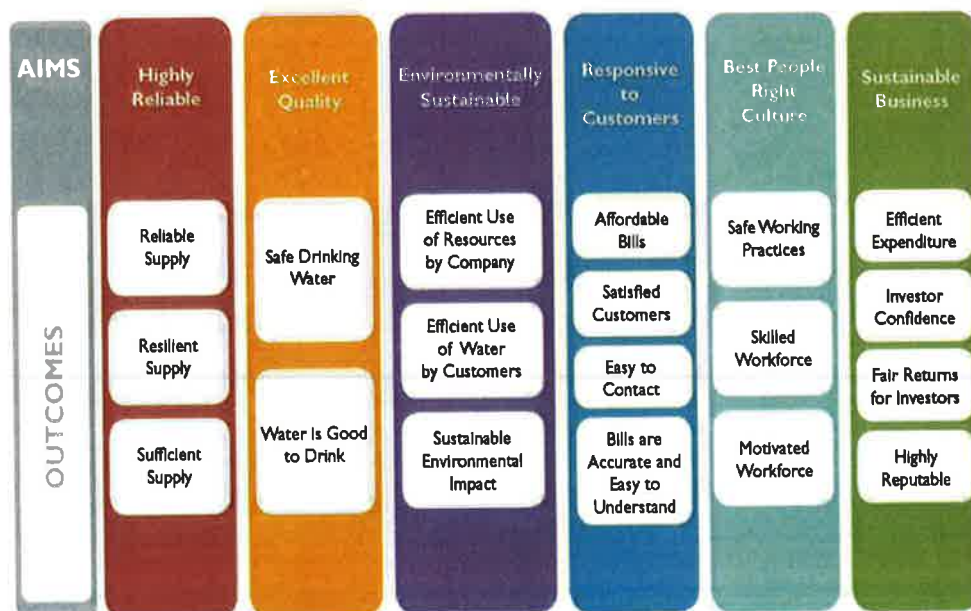 AIMS
Highly
Reliable
Excellent
Quality
Environmentally
Sustainable
Responsive
to
Customers
Best People
Right
Culture
Sustainable
Business
OUTCOMES
Reliable
Supply
Resilient
Supply
Sufficient
Supply
Safe Drinking
Water
Water is Good
to Drink
Efficient Use
of Resources
by Company
Efficient Use
of Water
by Customers
Sustainable
Environmental
Impact
Affordable
Bills
Satisfied
Customers
Easy to
Contact
Bills are
Accurate and
Easy to
Understand
Safe Working
Practices
Skilled
Workforce
Motivated
Workforce
Efficient
Expenditure
Investor
Confidence
Fair Returns
for Investors
Highly
Reputable